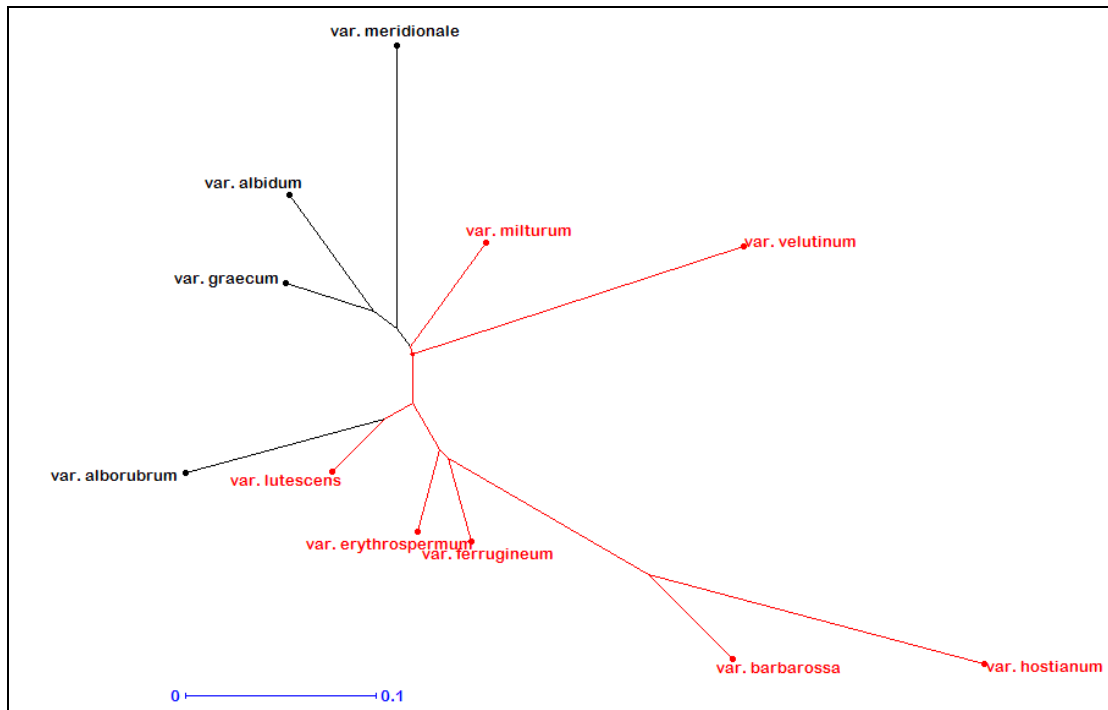 var. meridionale
var. albidum
var. milturum
var. velutinum
var. graecum
var. alborubrum
var. lutescens
var. erythrospermum
var. ferrugineum
var. barbarossa
var. hostianum
0 0.1